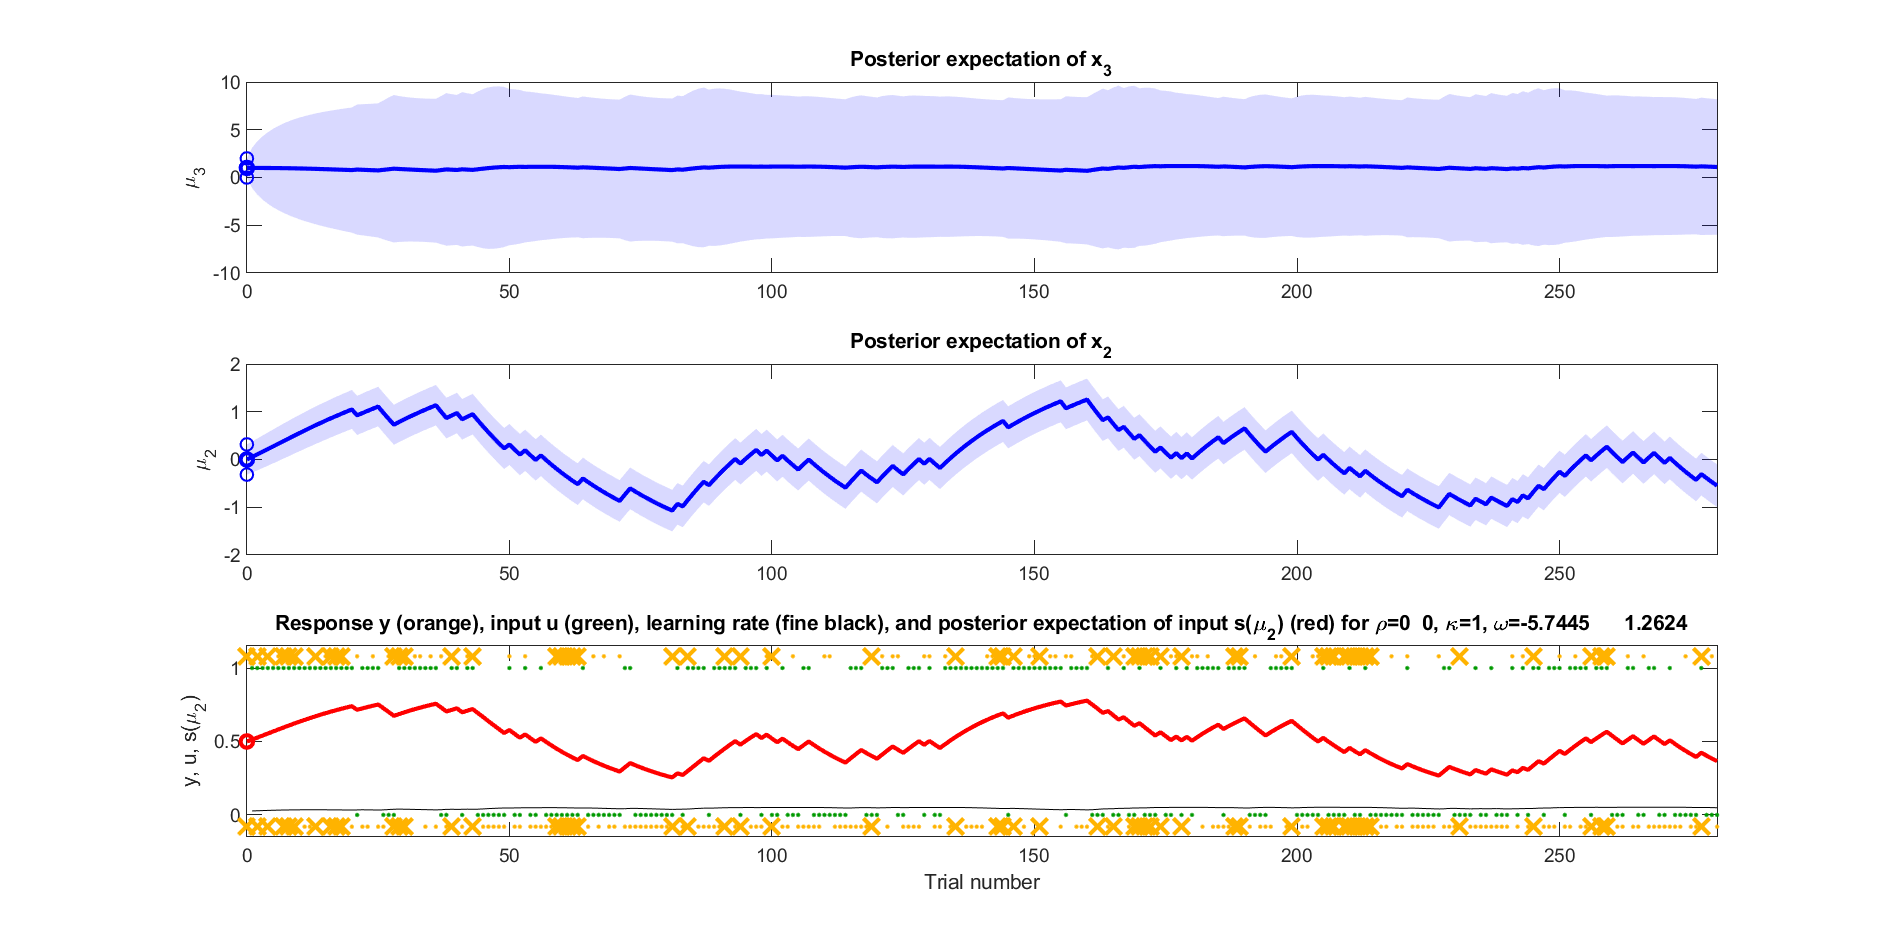 Posterior expectation of x3
10
5
0
-5
-10
μ3
0 50 100 150 200 250
Posterior expectation of x2
2
1
0
-1
-2
μ2
0 50 100 150 200 250
Response y (orange), input u (green), learning rate (fine black), and posterior expectation of input s(μ2) (red) for ρ=0 0, κ=1, ω=-5.7445 1.2624
1
0.5
0
y, u, s(μ2)
0 50 100 150 200 250
Trial number